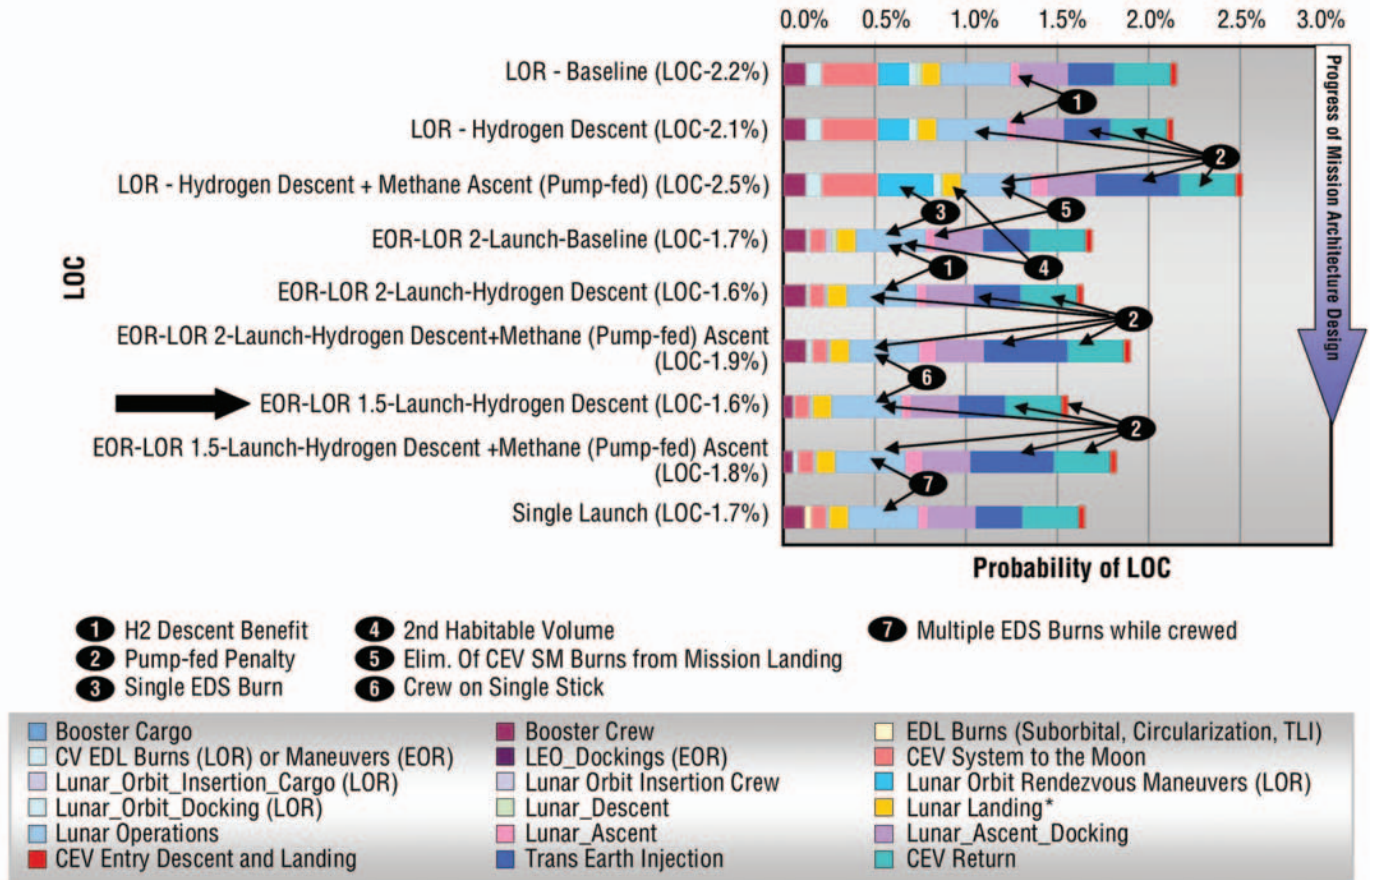 0.0% 0.5% 1.0% 1.5% 2.0% 2.5% 3.0%
LOR - Baseline (LOC-2.2%)
1
LOR - Hydrogen Descent (LOC-2.1%)
2
LOR - Hydrogen Descent + Methane Ascent (Pump-fed) (LOC-2.5%)
3 5
EOR-LOR 2-Launch-Baseline (LOC-1.7%)
1 4
EOR-LOR 2-Launch-Hydrogen Descent (LOC-1.6%)
2
EOR-LOR 2-Launch-Hydrogen Descent+Methane (Pump-fed) Ascent
(LOC-1.9%)
6
EOR-LOR 1.5-Launch-Hydrogen Descent (LOC-1.6%)
2
EOR-LOR 1.5-Launch-Hydrogen Descent +Methane (Pump-fed) Ascent
(LOC-1.8%)
7
Single Launch (LOC-1.7%)
LOC
Progress of Mission Architecture Design
Probability of LOC
1 H2 Descent Benefit
2 Pump-fed Penalty
3 Single EDS Burn
4 2nd Habitable Volume
5 Elim. Of CEV SM Burns from Mission Landing
6 Crew on Single Stick
7 Multiple EDS Burns while crewed
Booster Cargo
CV EDL Burns (LOR) or Maneuvers (EOR)
Lunar_Orbit_Insertion_Cargo (LOR)
Lunar_Orbit_Docking (LOR)
Lunar Operations
CEV Entry Descent and Landing
Booster Crew
LEO_Dockings (EOR)
Lunar Orbit Insertion Crew
Lunar_Descent
Lunar_Ascent
Trans Earth Injection
EDL Burns (Suborbital, Circularization, TLI)
CEV System to the Moon
Lunar Orbit Rendezvous Maneuvers (LOR)
Lunar Landing*
Lunar_Ascent_Docking
CEV Return